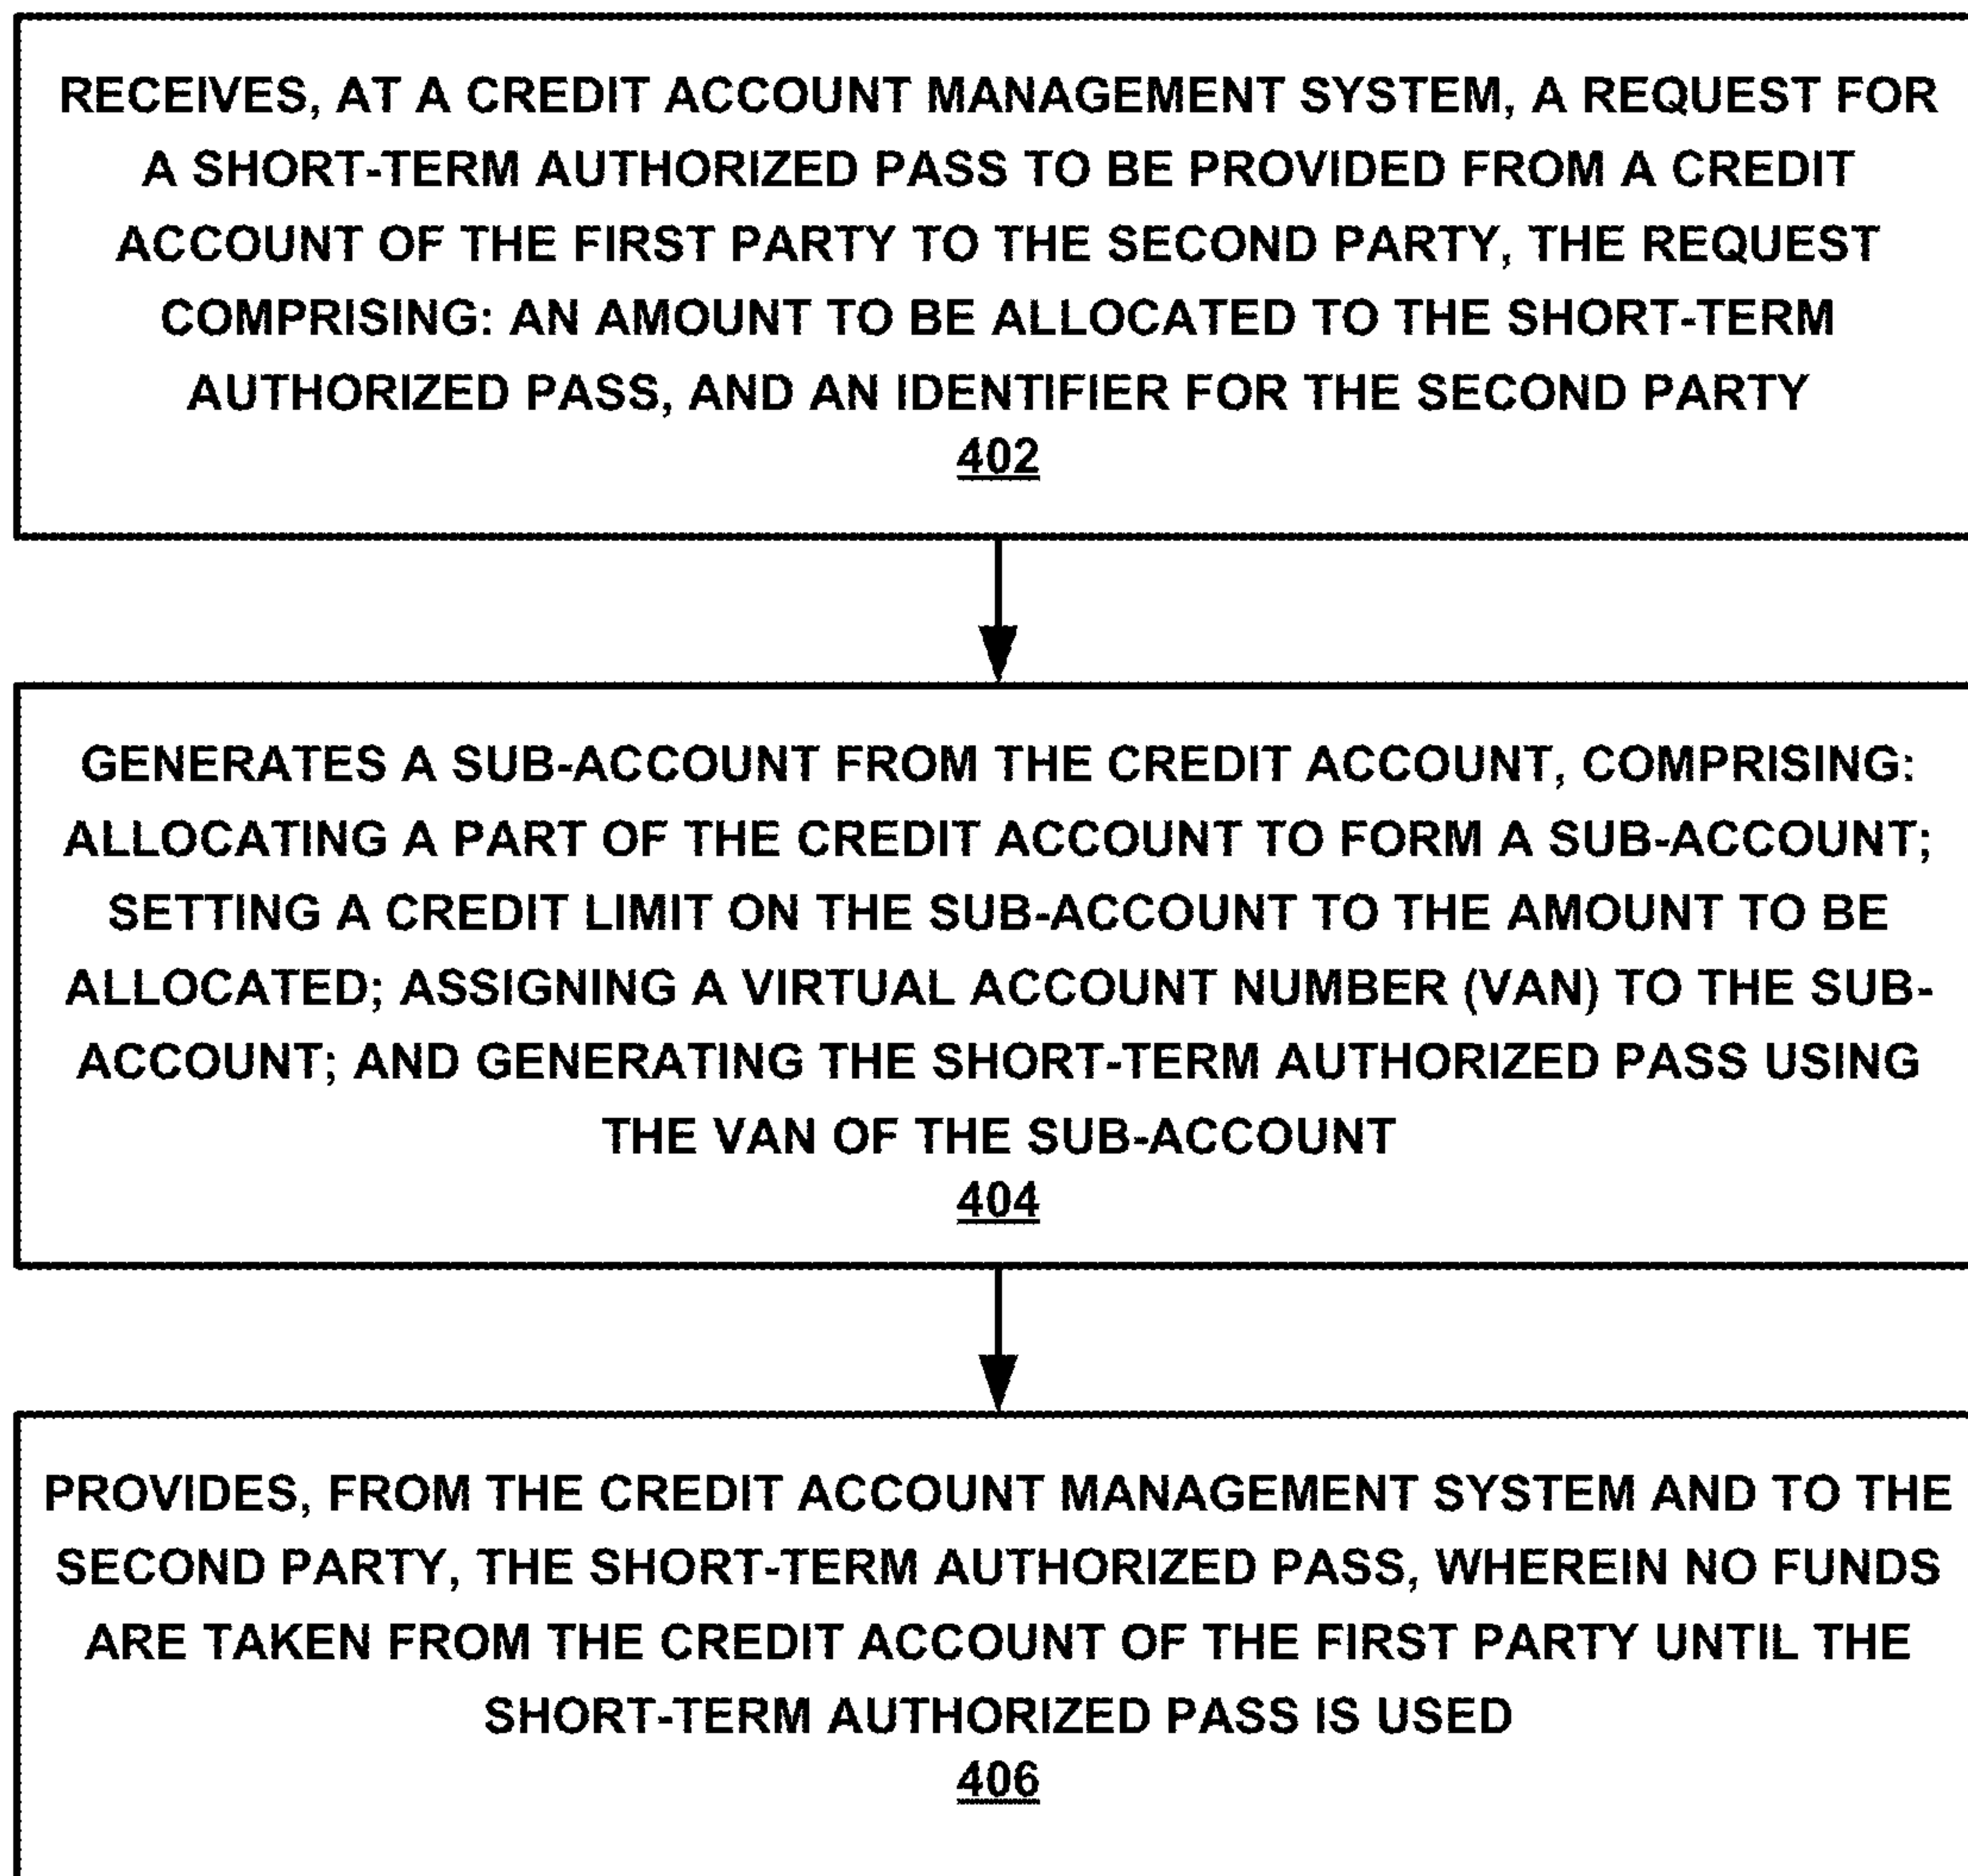 RECEIVES, AT A CREDIT ACCOUNT MANAGEMENT SYSTEM, A REQUEST FOR
A SHORT-TERM AUTHORIZED PASS TO BE PROVIDED FROM A CREDIT
ACCOUNT OF THE FIRST PARTY TO THE SECOND PARTY, THE REQUEST
COMPRISING: AN AMOUNT TO BE ALLOCATED TO THE SHORT-TERM
AUTHORIZED PASS, AND AN IDENTIFIER FOR THE SECOND PARTY
402
GENERATES A SUB-ACCOUNT FROM THE CREDIT ACCOUNT, COMPRISING:
ALLOCATING A PART OF THE CREDIT ACCOUNT TO FORM A SUB-ACCOUNT;
SETTING A CREDIT LIMIT ON THE SUB-ACCOUNT TO THE AMOUNT TO BE
ALLOCATED; ASSIGNING A VIRTUAL ACCOUNT NUMBER (VAN) TO THE SUB-
ACCOUNT; AND GENERATING THE SHORT-TERM AUTHORIZED PASS USING
THE VAN OF THE SUB-ACCOUNT
404
PROVIDES, FROM THE CREDIT ACCOUNT MANAGEMENT SYSTEM AND TO THE
SECOND PARTY, THE SHORT-TERM AUTHORIZED PASS, WHEREIN NO FUNDS
ARE TAKEN FROM THE CREDIT ACCOUNT OF THE FIRST PARTY UNTIL THE
SHORT-TERM AUTHORIZED PASS IS USED
406